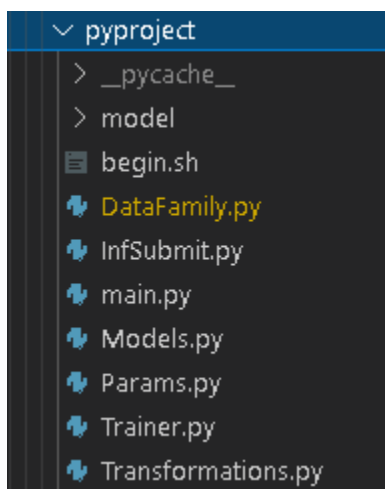 pyproject
__pycache__
model
begin.sh
DataFamily.py
InfSubmit.py
main.py
Models.py
Params.py
Trainer.py
Transformations.py